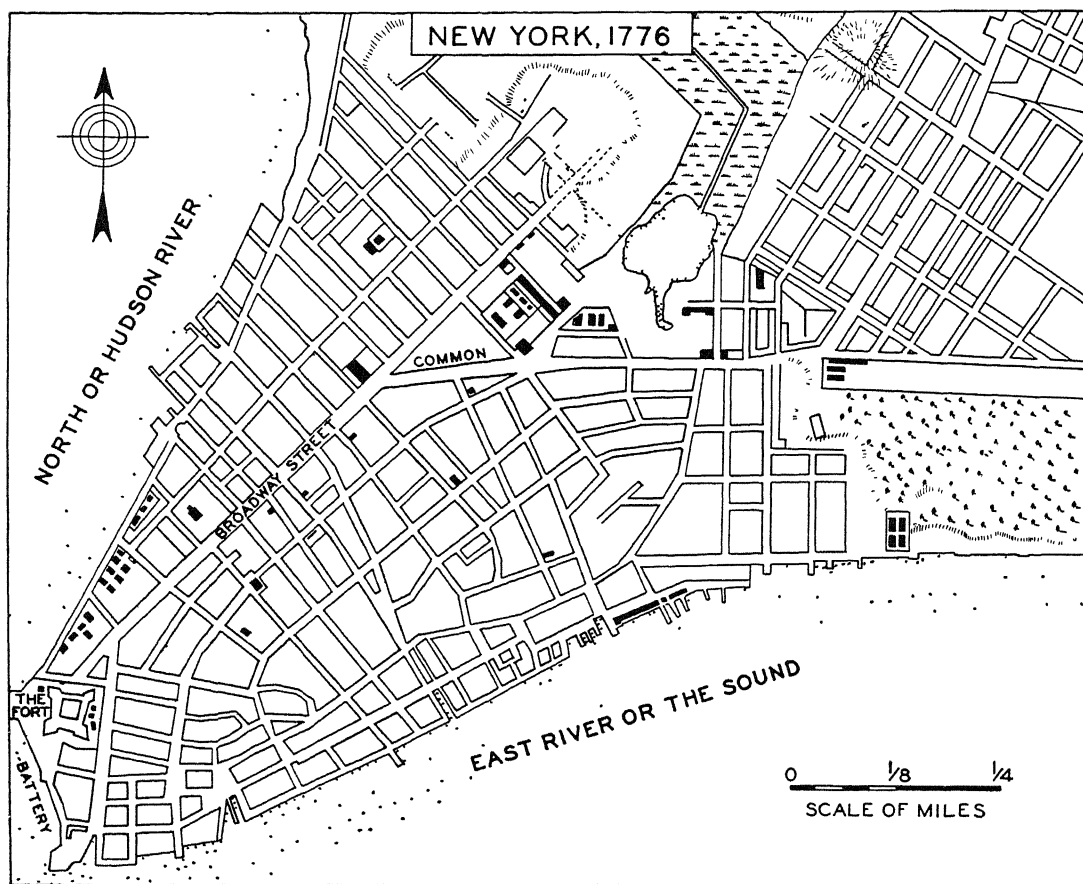 NEW YORK, 1776
NORTH OR HUDSON RIVER
COMMON
BROADWAY STREET
THE
FORT
BATTERY
EAST RIVER OR THE SOUND
0 1/8 1/4
SCALE OF MILES